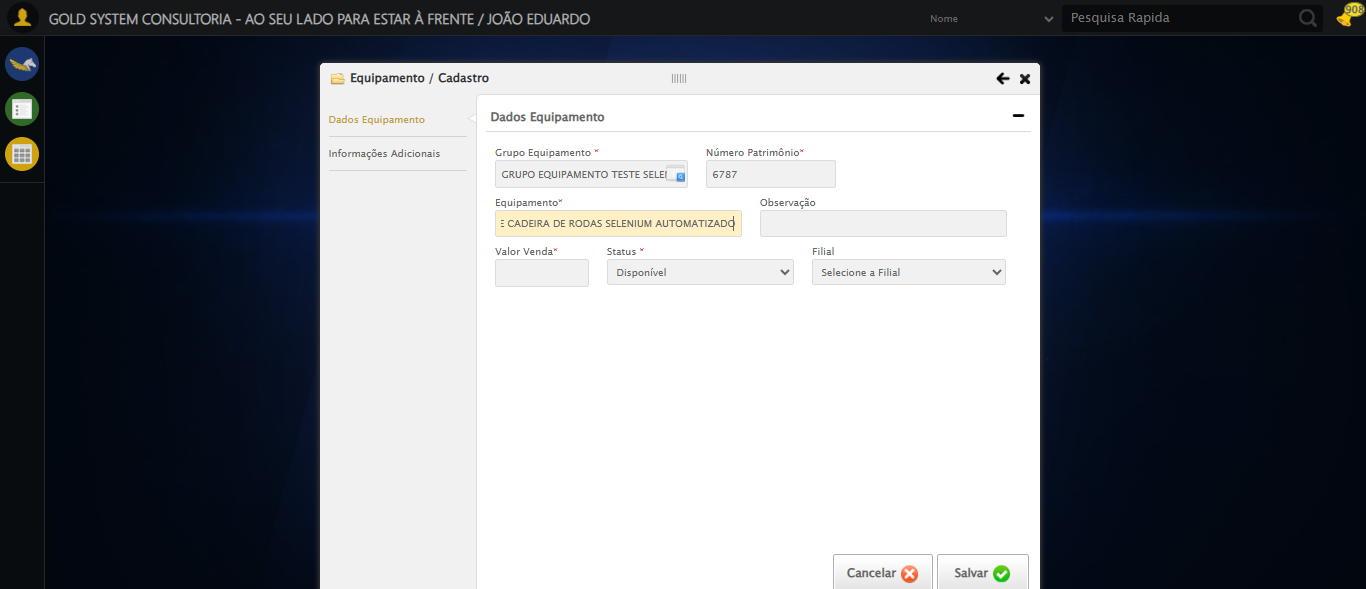 GOLD SYSTEM CONSULTORIA - AO SEU LADO PARA ESTAR À FRENTE / JOÃO EDUARDO
Nome
Pesquisa Rapida
908
Equipamento / Cadastro
Dados Equipamento
Informações Adicionais
Dados Equipamento
Grupo Equipamento *
Número Patrimônio*
GRUPO EQUIPAMENTO TESTE SELE
6787
Equipamento*
Observação
E CADEIRA DE RODAS SELENIUM AUTOMATIZADO
Valor Venda*
Status *
Filial
Disponível
Selecione a Filial
Cancelar
Salvar